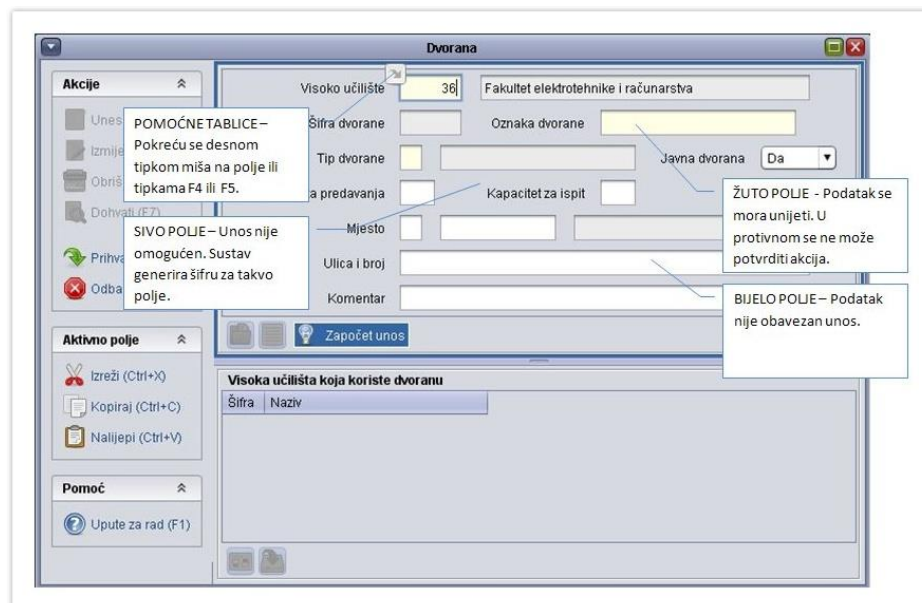 Dvorana
Akcije
Unes
Izmije
Obriš
Dohvati (F7)
Prihva
Odba
Aktivno polje
Izreži (Ctrl+X)
Kopiraj (Ctrl+C)
Nalijepi (Ctrl+V)
Pomoć
Upute za rad (F1)
Visoko učilište 36 Fakultet elektrotehnike i računarstva
Šifra dvorane Oznaka dvorane
Tip dvorane Javna dvorana Da
a predavanja Kapacitet za ispit
Mjesto
Ulica i broj
Komentar
Započet unos
POMOĆNE TABLICE –
Pokreću se desnom
tipkom miša na polje ili
tipkama F4 ili F5.
SIVO POLJE – Unos nije
omogućen. Sustav
generira šifru za takvo
polje.
ŽUTO POLJE - Podatak se
mora unijeti. U
protivnom se ne može
potvrditi akcija.
BIJELO POLJE – Podatak
nije obavezan unos.
Visoka učilišta koja koriste dvoranu
Šifra Naziv